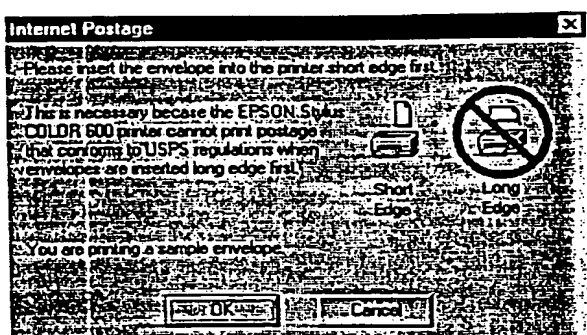 Internet Postage
Please insert the envelope into the printer short edge first.
This is necessary becase the EPSON Stylus
COLOR 600 printer cannot print postage
that conforms to USPS regulations when
envelopes are inserted long edge first.
Short
Edge
Long
Edge
You are printing a sample envelope.
OK
Cancel